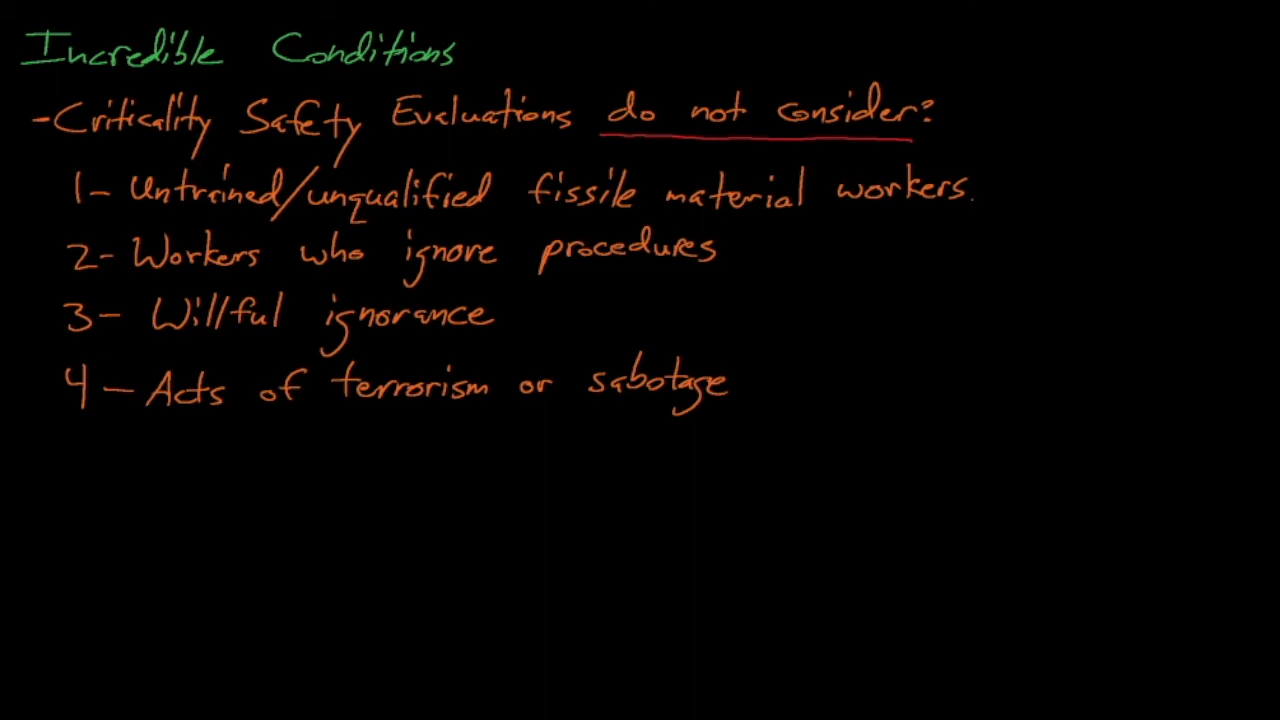 Incredible Conditions
- Criticality Safety Evaluations do not consider:
1- Untrained/unqualified fissile material workers.
2- Workers who ignore procedures
3- Willful ignorance
4- Acts of terrorism or sabotage